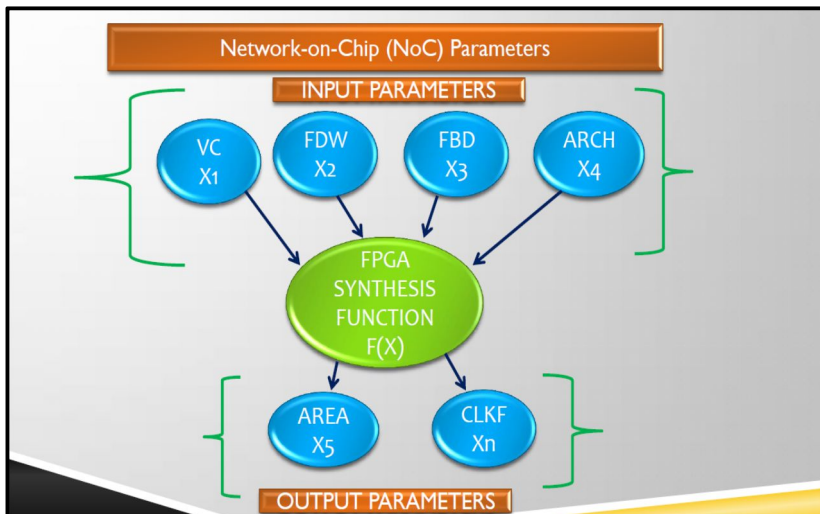 Network-on-Chip (NoC) Parameters
INPUT PARAMETERS
VC
X1
FDW
X2
FBD
X3
ARCH
X4
FPGA
SYNTHESIS
FUNCTION
F(X)
AREA
X5
CLKF
Xn
OUTPUT PARAMETERS